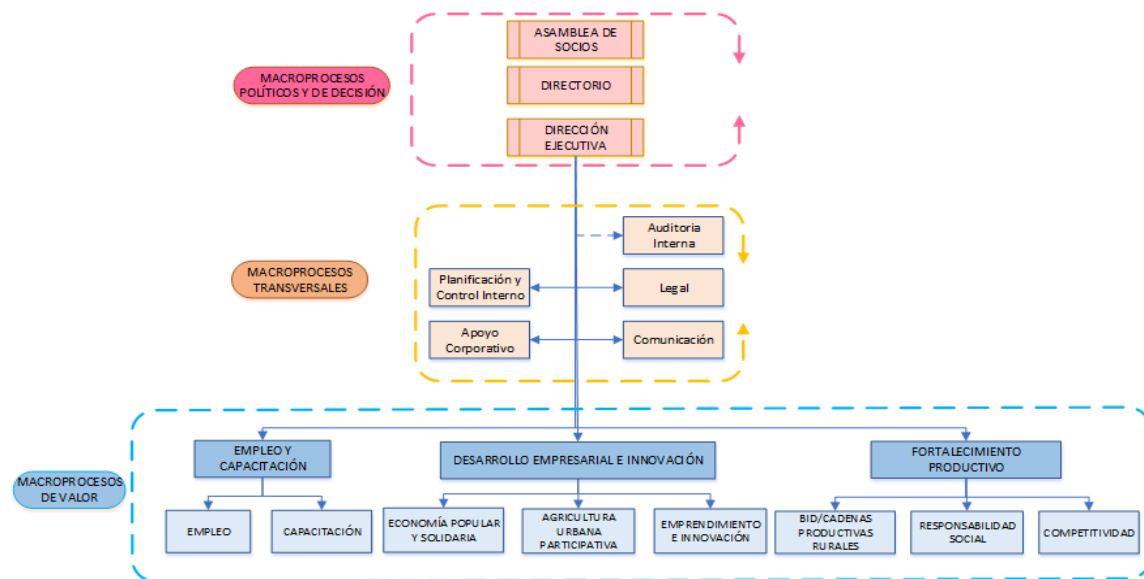 ASAMBLEA DE
SOCIOS
MACROPROCESOS
POLÍTICOS Y DE DECISIÓN
DIRECTORIO
DIRECCIÓN
EJECUTIVA
Auditoria
Interna
MACROPROCESOS
TRANSVERSALES
Planificación y
Control Interno
Legal
Apoyo
Corporativo
Comunicación
MACROPROCESOS
DE VALOR
EMPLEO Y
CAPACITACIÓN
DESARROLLO EMPRESARIAL E INNOVACIÓN
FORTALECIMIENTO
PRODUCTIVO
EMPLEO
CAPACITACIÓN
ECONOMÍA POPULAR
Y SOLIDARIA
AGRICULTURA
URBANA
PARTICIPATIVA
EMPRENDIMIENTO
E INNOVACIÓN
BID/CADENAS
PRODUCTIVAS
RURALES
RESPONSABILIDAD
SOCIAL
COMPETITIVIDAD